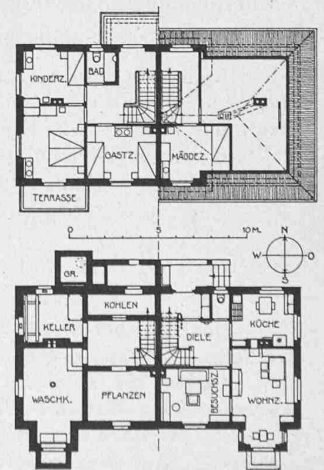 KINDERZ.
BAD
GASTZ.
MÄDDEZ.
TERRASSE
0 5 10 M.
N
W O
S
GR.
KELLER
KOHLEN
DIELE
KÜCHE
WASCHK.
PFLANZEN
BESUCHSZ.
WOHNZ.